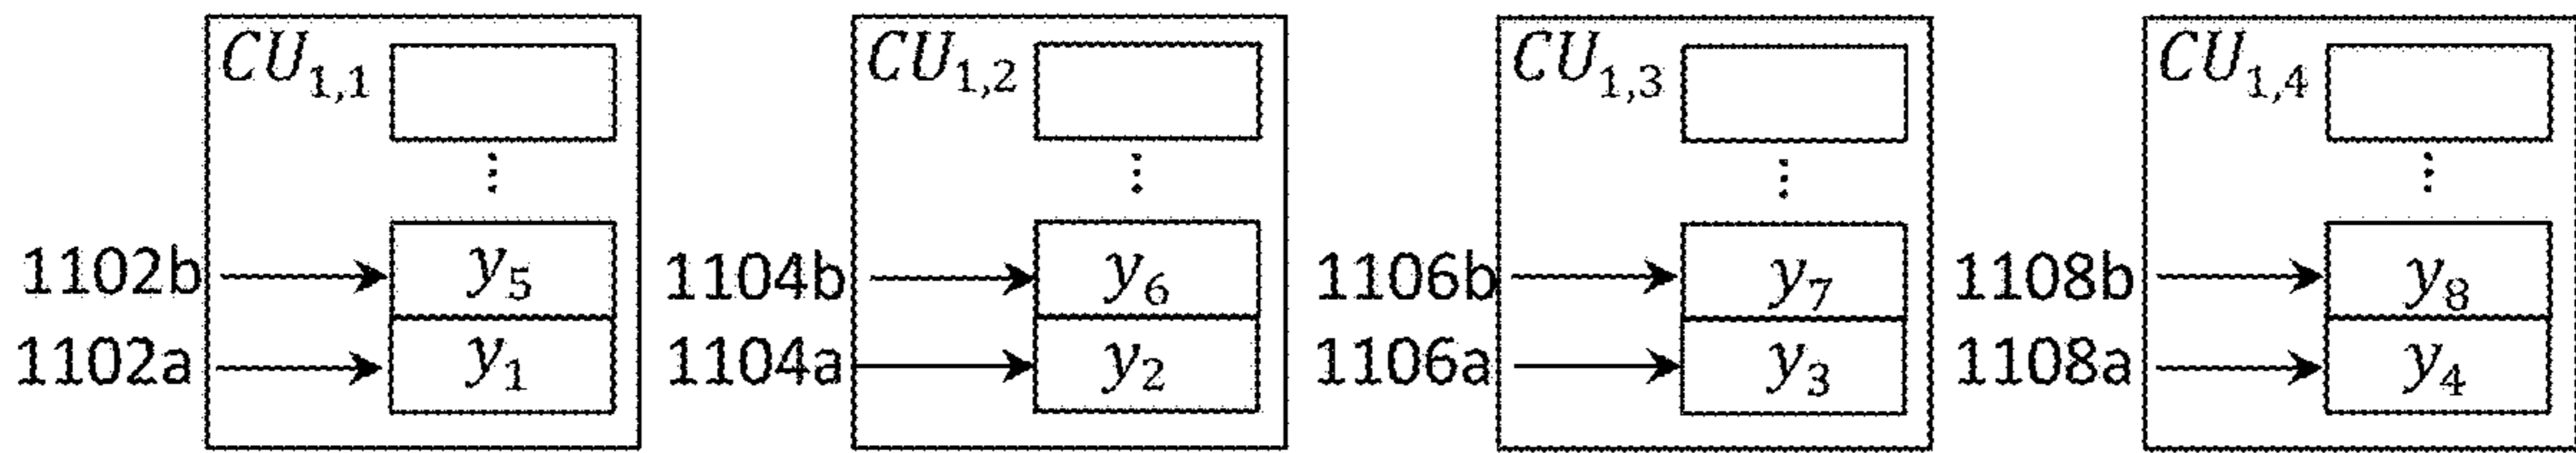 CU₁,₁ CU₁,₂ CU₁,₃ CU₁,₄
⋮ ⋮ ⋮ ⋮
1102b y₅ 1104b y₆ 1106b y₇ 1108b y₈
1102a y₁ 1104a y₂ 1106a y₃ 1108a y₄